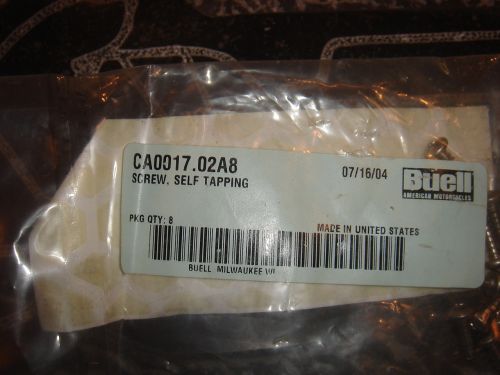 CA0017.02A8
07/16/04
SCREW, SELF TAPPING
Buell
AMERICAN MOTORCYCLES
PKG QTY: 8
MADE IN UNITED STATES
BUELL MILWAUKEE WI